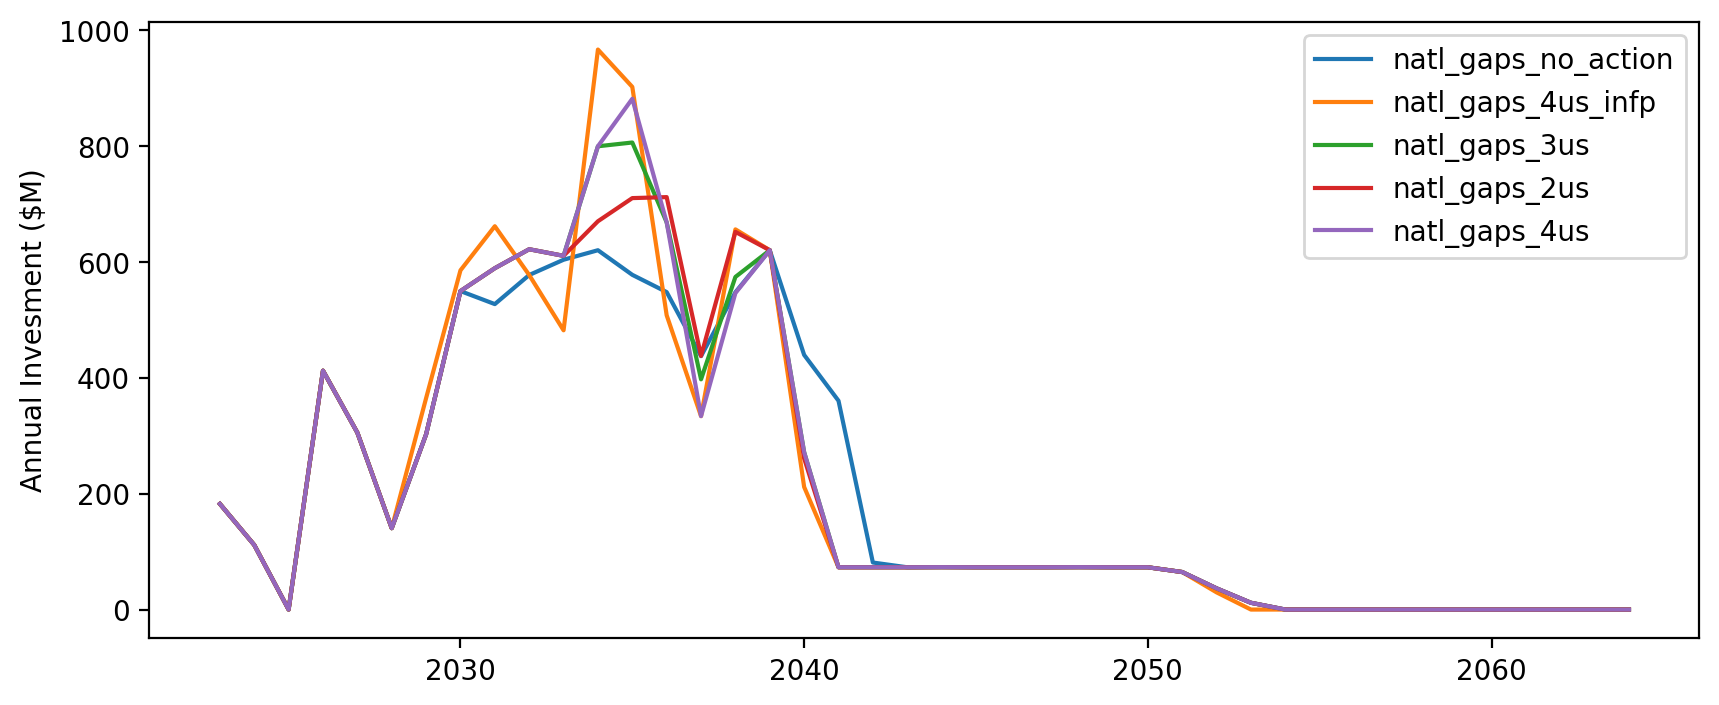 1000
800
600
400
200
0
Annual Invesment ($M)
2030
2040
2050
2060
natl_gaps_no_action
natl_gaps_4us_infp
natl_gaps_3us
natl_gaps_2us
natl_gaps_4us